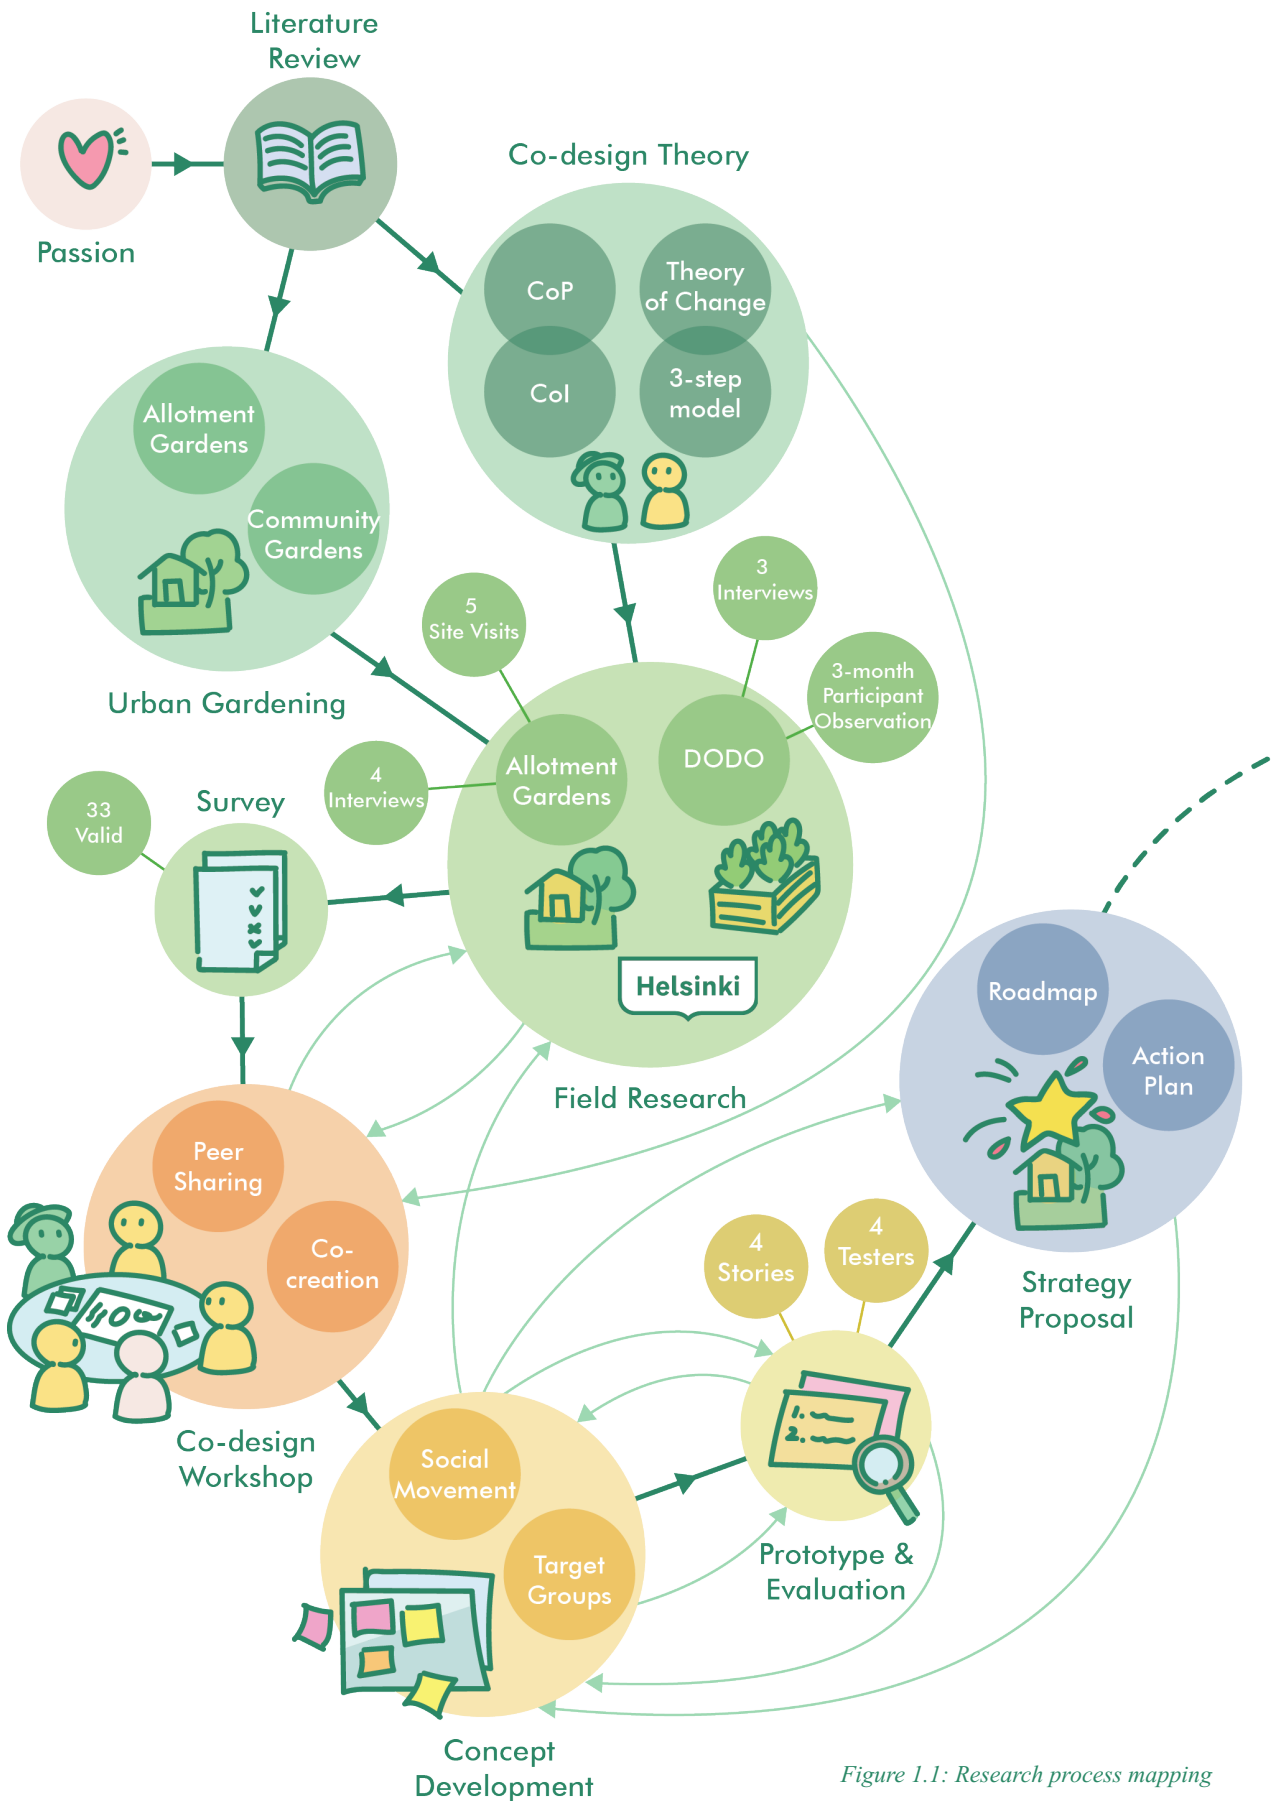 Literature
Review
Passion
Co-design Theory
CoP
Theory
of Change
CoI
3-step
model
Allotment
Gardens
Community
Gardens
Urban Gardening
5
Site Visits
3
Interviews
3-month
Participant
Observation
4
Interviews
Allotment
Gardens
DODO
Helsinki
Field Research
33
Valid
Survey
Peer
Sharing
Co-
creation
Co-design
Workshop
Roadmap
Action
Plan
Strategy
Proposal
4
Stories
4
Testers
1.
2.
Prototype &
Evaluation
Social
Movement
Target
Groups
Concept
Development
Figure 1.1: Research process mapping